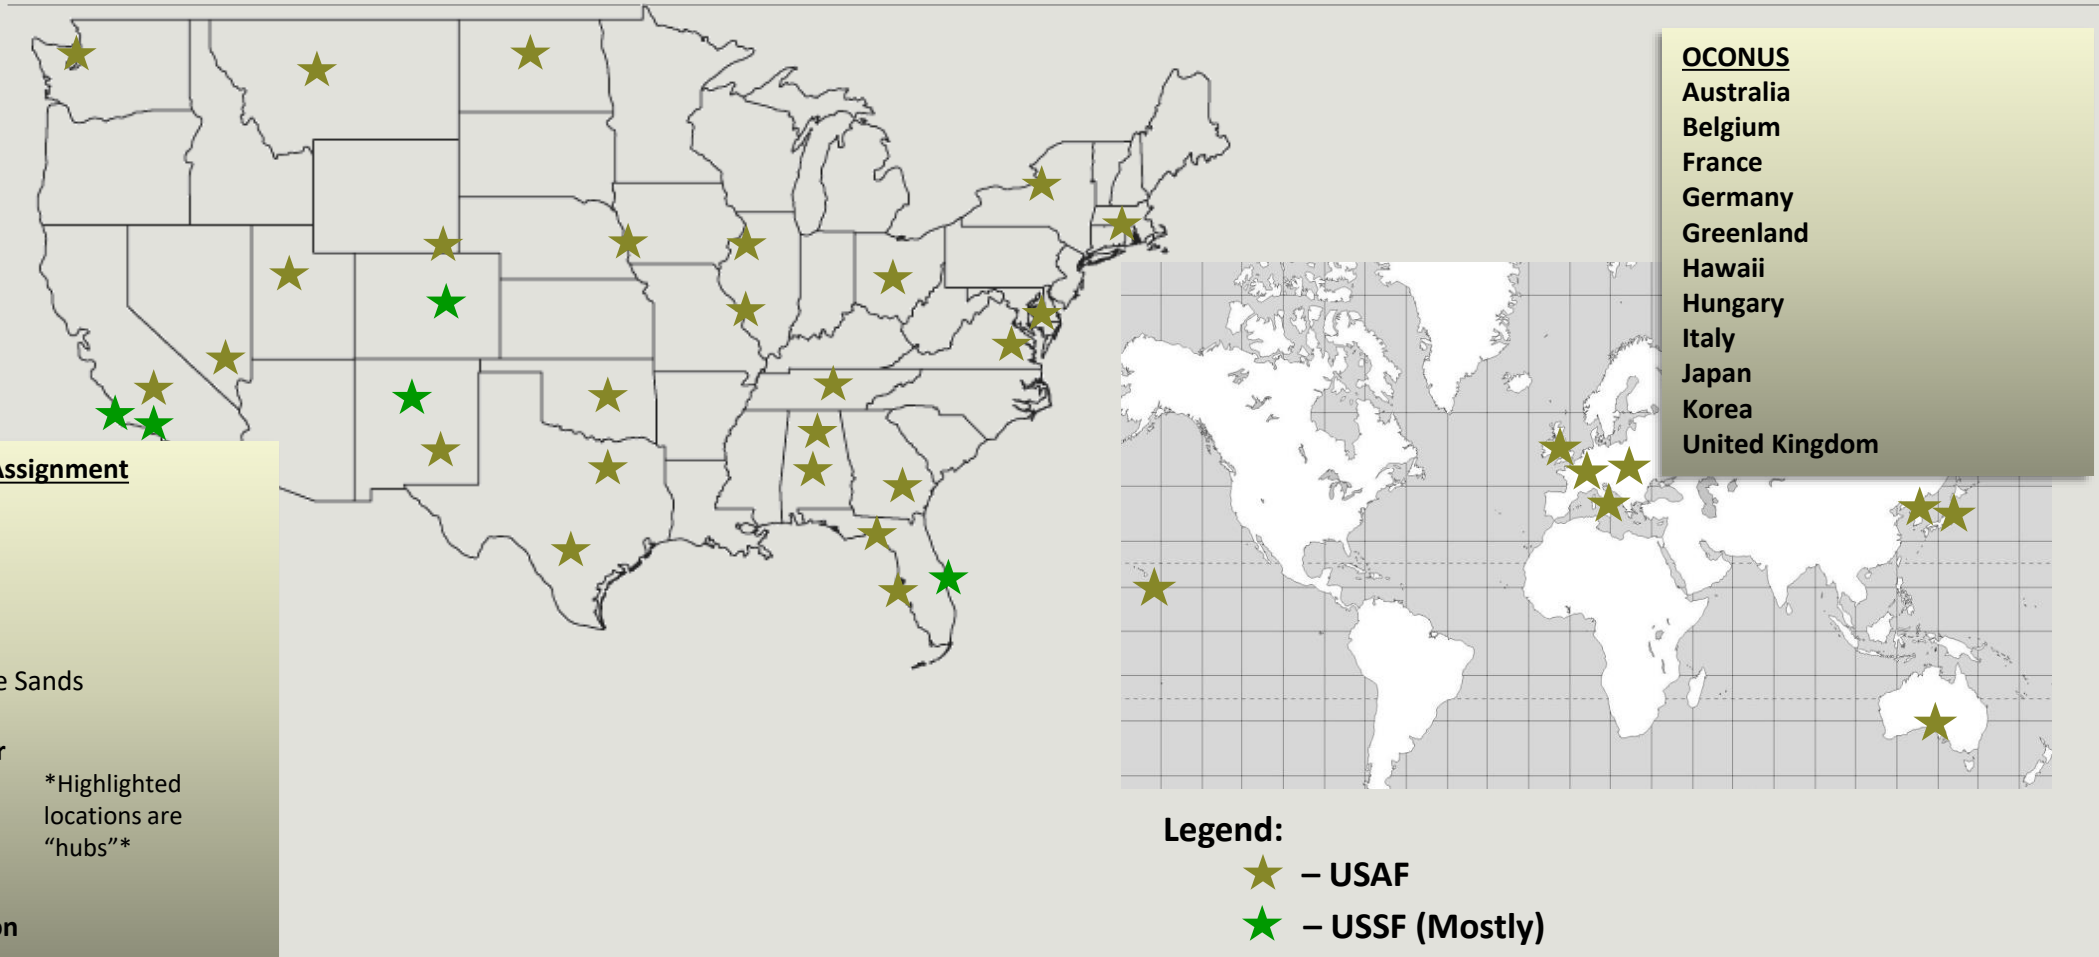 OCONUS
Australia
Belgium
France
Germany
Greenland
Hawaii
Hungary
Italy
Japan
Korea
United Kingdom
Assignment
Sands
*Highlighted
locations are
“hubs”*
Legend:
– USAF
– USSF (Mostly)